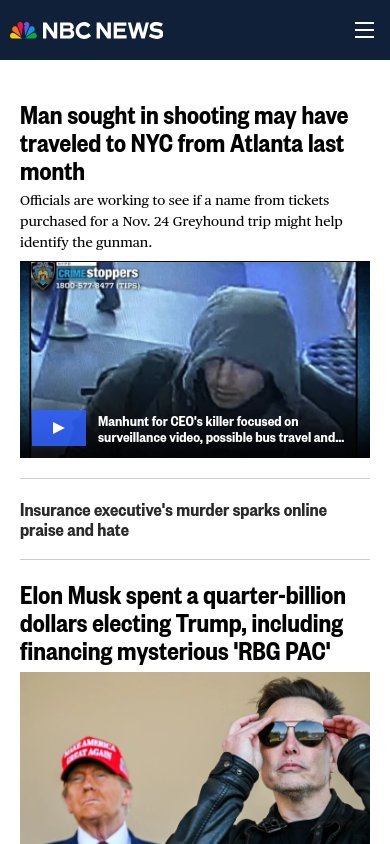 NBC NEWS
Man sought in shooting may have
traveled to NYC from Atlanta last
month
Officials are working to see if a name from tickets
purchased for a Nov. 24 Greyhound trip might help
identify the gunman.
CRIMEstoppers
1-800-577-8477 (TIPS)
Manhunt for CEO's killer focused on
surveillance video, possible bus travel and...
Insurance executive's murder sparks online
praise and hate
Elon Musk spent a quarter-billion
dollars electing Trump, including
financing mysterious 'RBG PAC'
MAKE AMERICA
GREAT AGAIN